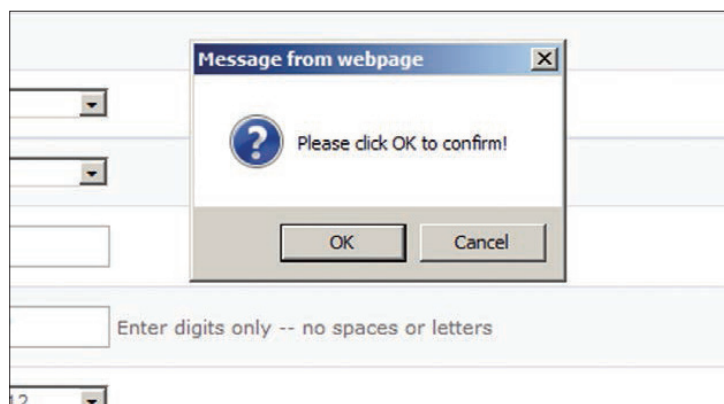 Message from webpage
Please click OK to confirm!
OK Cancel
Enter digits only -- no spaces or letters